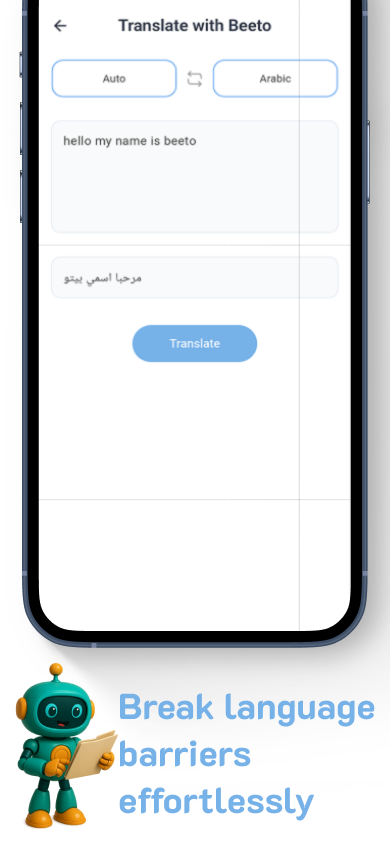 Translate with Beeto
Auto
Arabic
hello my name is beeto
مرحبا اسمي بيتو
Translate
Break language
barriers
effortlessly